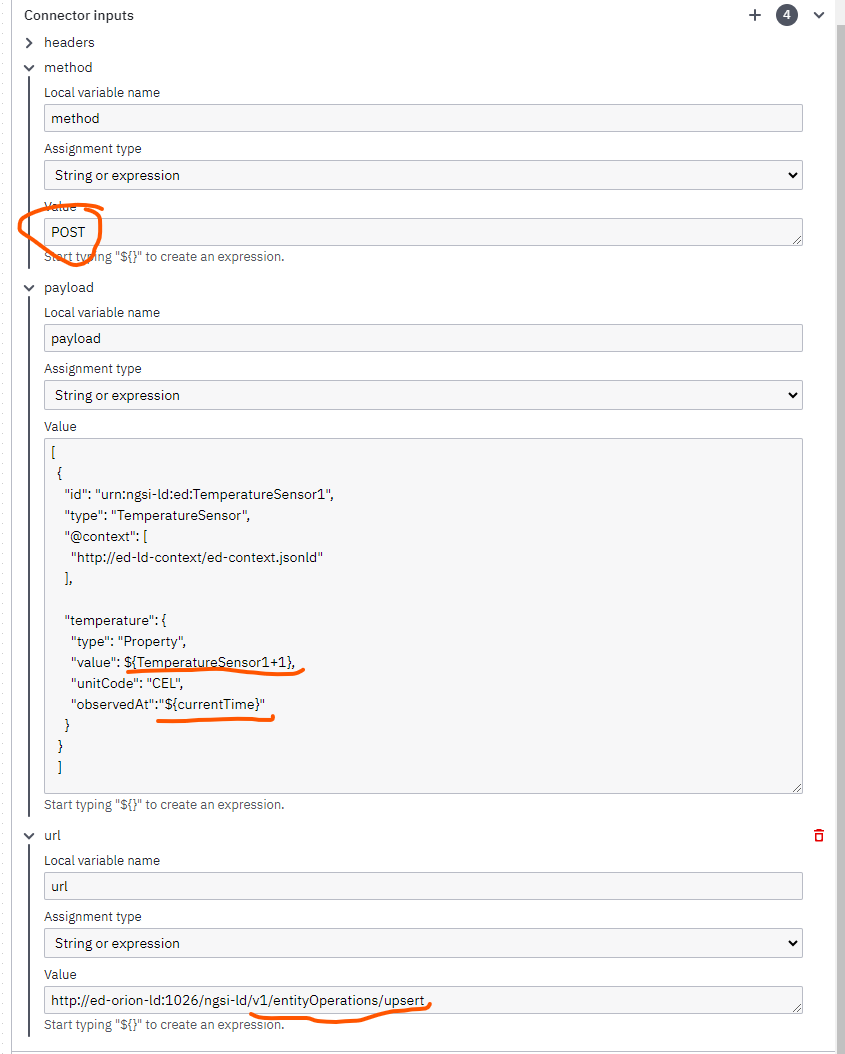 Connector inputs
4
headers
method
Local variable name
method
Assignment type
String or expression
Value
POST
Start typing "${}" to create an expression.
payload
Local variable name
payload
Assignment type
String or expression
Value
[
{
"id": "urn:ngsi-ld:ed:TemperatureSensor1",
"type": "TemperatureSensor",
"@context": [
"http://ed-ld-context/ed-context.jsonld"
],
"temperature": {
"type": "Property",
"value": ${TemperatureSensor1+1},
"unitCode": "CEL",
"observedAt":"${currentTime}"
}
}
]
Start typing "${}" to create an expression.
url
Local variable name
url
Assignment type
String or expression
Value
http://ed-orion-ld:1026/ngsi-ld/v1/entityOperations/upsert
Start typing "${}" to create an expression.